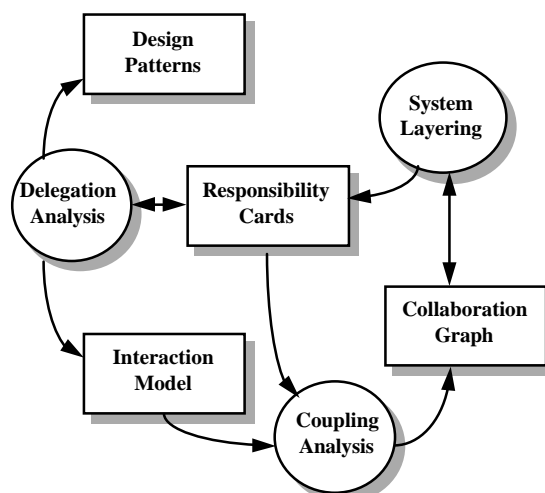 Design
Patterns
System
Layering
Delegation
Analysis
Responsibility
Cards
Collaboration
Graph
Interaction
Model
Coupling
Analysis